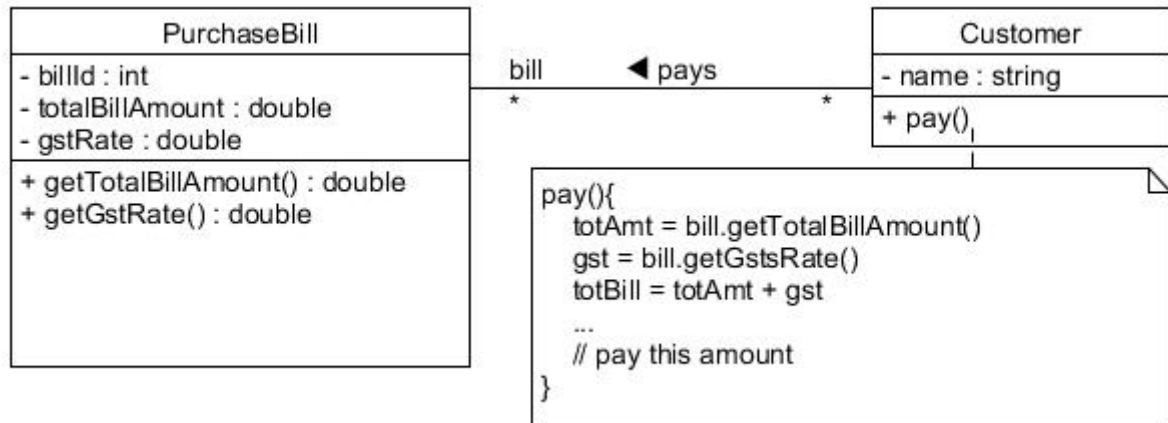 PurchaseBill
- billId : int
- totalBillAmount : double
- gstRate : double
+ getTotalBillAmount() : double
+ getGstRate() : double
bill ◀ pays
* *
Customer
- name : string
+ pay()
pay(){
totAmt = bill.getTotalBillAmount()
gst = bill.getGstsRate()
totBill = totAmt + gst
...
// pay this amount
}